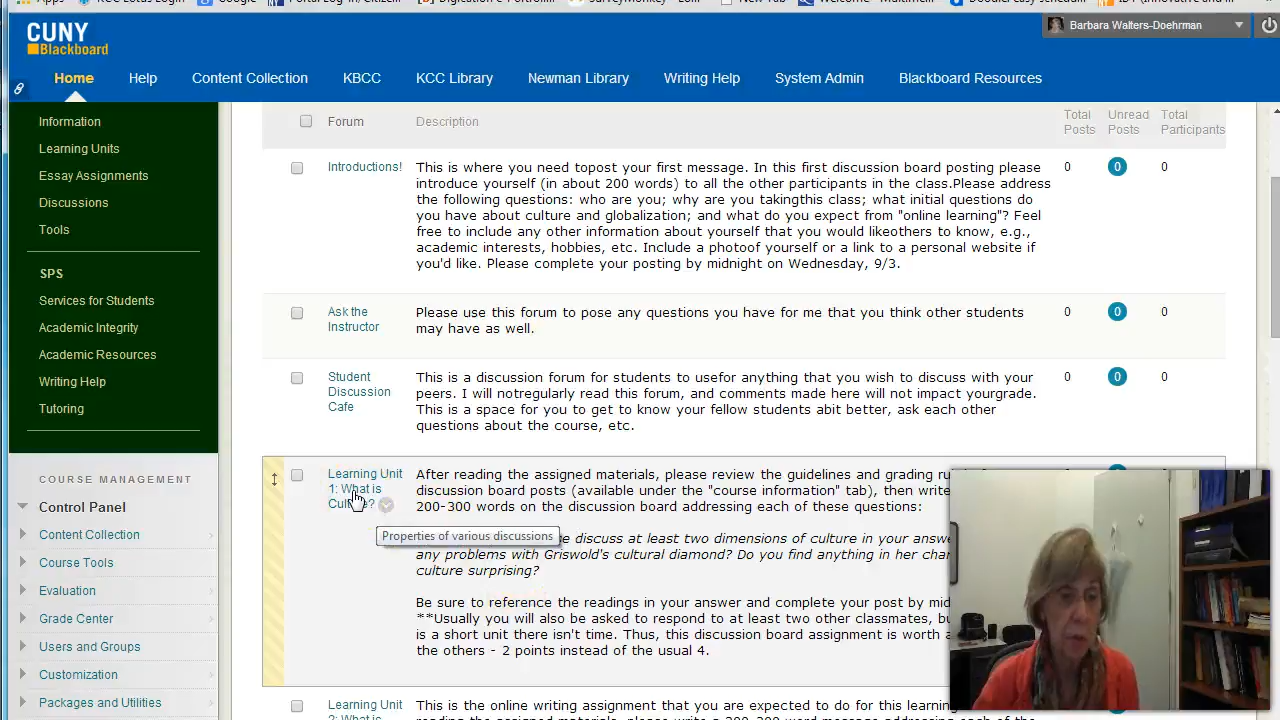 Apps
Google
New Tab
CUNY
Blackboard
Barbara Walters-Doehrman
Home Help Content Collection KBCC KCC Library Newman Library Writing Help System Admin Blackboard Resources
Information
Learning Units
Essay Assignments
Discussions
Tools
SPS
Services for Students
Academic Integrity
Academic Resources
Writing Help
Tutoring
COURSE MANAGEMENT
Control Panel
Content Collection
Course Tools
Evaluation
Grade Center
Users and Groups
Customization
Packages and Utilities
Forum Description Total Posts Unread Posts Total Participants
Introductions!
This is where you need topost your first message. In this first discussion board posting please
introduce yourself (in about 200 words) to all the other participants in the class.Please address
the following questions: who are you; why are you takingthis class; what initial questions do
you have about culture and globalization; and what do you expect from "online learning"? Feel
free to include any other information about yourself that you would likeothers to know, e.g.,
academic interests, hobbies, etc. Include a photoof yourself or a link to a personal website if
you'd like. Please complete your posting by midnight on Wednesday, 9/3.
0 0 0
Ask the
Instructor
Please use this forum to pose any questions you have for me that you think other students
may have as well.
0 0 0
Student
Discussion
Cafe
This is a discussion forum for students to usefor anything that you wish to discuss with your
peers. I will notregularly read this forum, and comments made here will not impact yourgrade.
This is a space for you to get to know your fellow students abit better, ask each other
questions about the course, etc.
0 0 0
Learning Unit
1: What is
Culture?
After reading the assigned materials, please review the guidelines and grading
discussion board posts (available under the "course information" tab), then write
200-300 words on the discussion board addressing each of these questions:
Properties of various discussions
discuss at least two dimensions of culture in your
any problems with Griswold's cultural diamond? Do you find anything in her
culture surprising?
Be sure to reference the readings in your answer and complete your post by
**Usually you will also be asked to respond to at least two other classmates,
is a short unit there isn't time. Thus, this discussion board assignment is worth
the others - 2 points instead of the usual 4.
Learning Unit
2: What is
This is the online writing assignment that you are expected to do for this learning